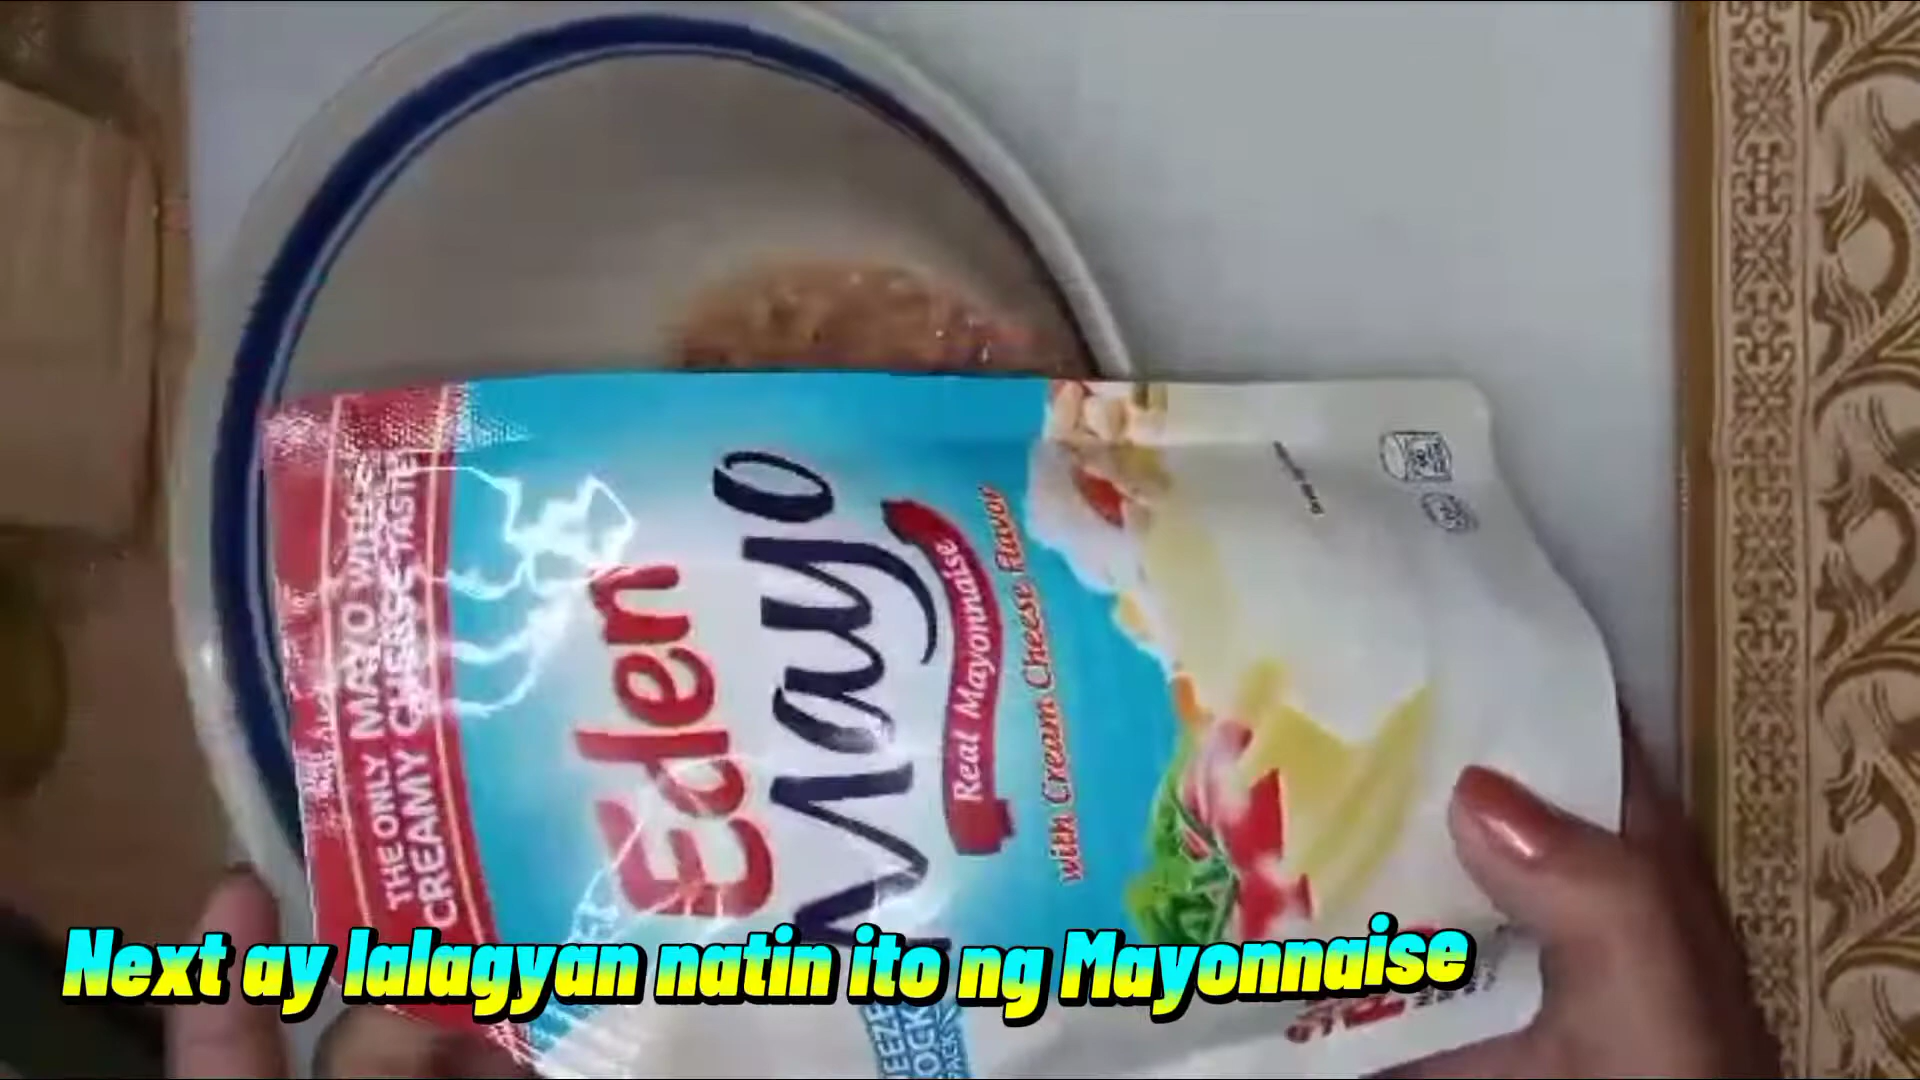 THE ONLY MAYO WITH
CREAMY CHEESE TASTE
Eden
Mayo
Real Mayonnaise
with Cream Cheese Flavor
Next ay lalagyan natin ito ng Mayonnaise